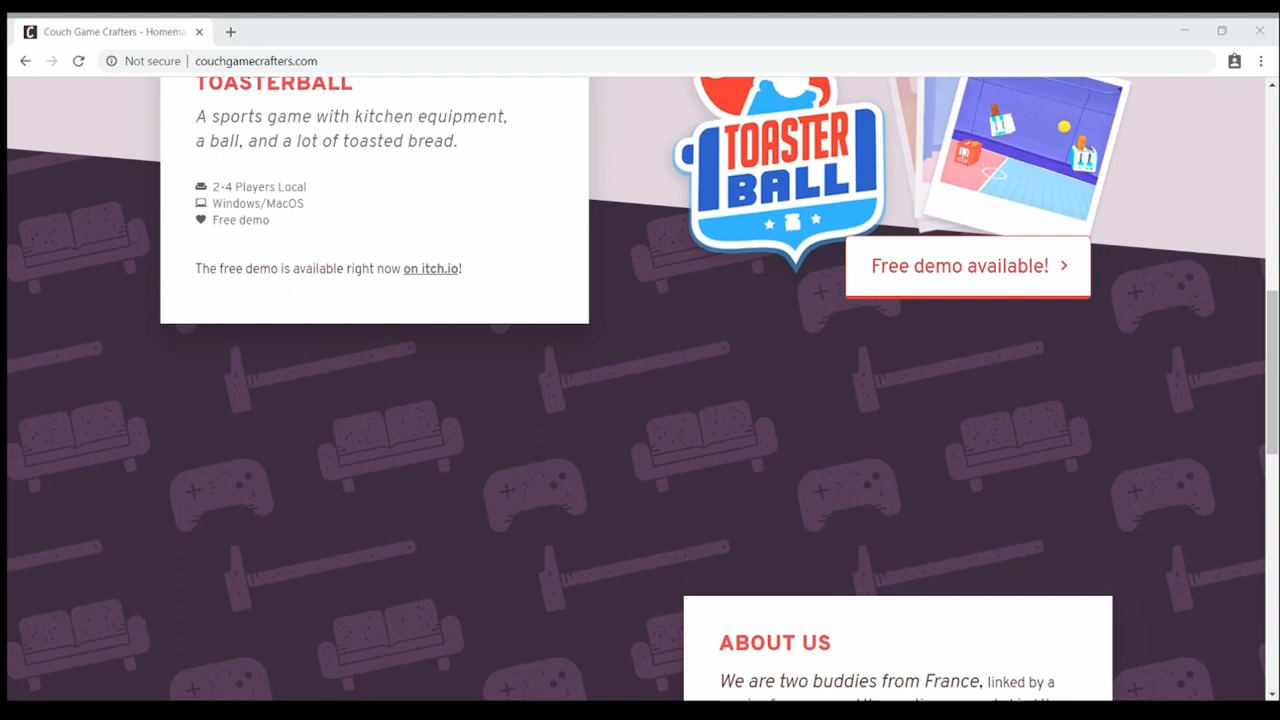 Couch Game Crafters - Homema
Not secure | couchgamecrafters.com
TOASTERBALL
A sports game with kitchen equipment,
a ball, and a lot of toasted bread.
2-4 Players Local
Windows/MacOS
Free demo
The free demo is available right now on itch.io!
TOASTER
BALL
Free demo available!
ABOUT US
We are two buddies from France, linked by a